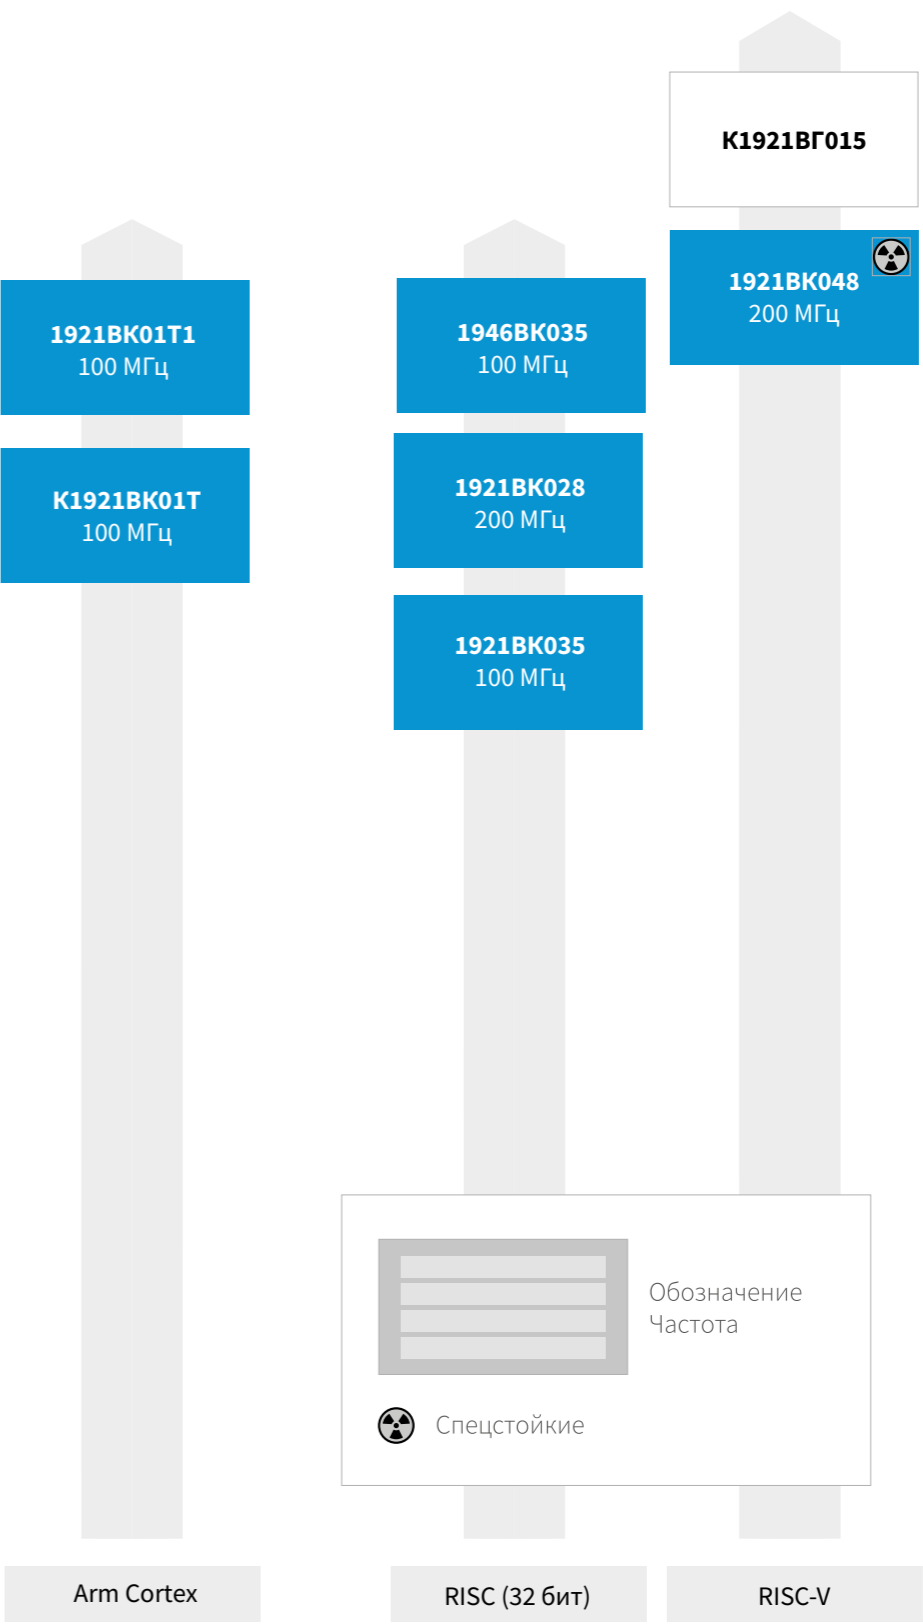 К1921ВГ015
1921ВК048
200 МГц
1921ВК01Т1
100 МГц
1946ВК035
100 МГц
К1921ВК01Т
100 МГц
1921ВК028
200 МГц
1921ВК035
100 МГц
Обозначение
Частота
Спецстойкие
Arm Cortex
RISC (32 бит)
RISC-V